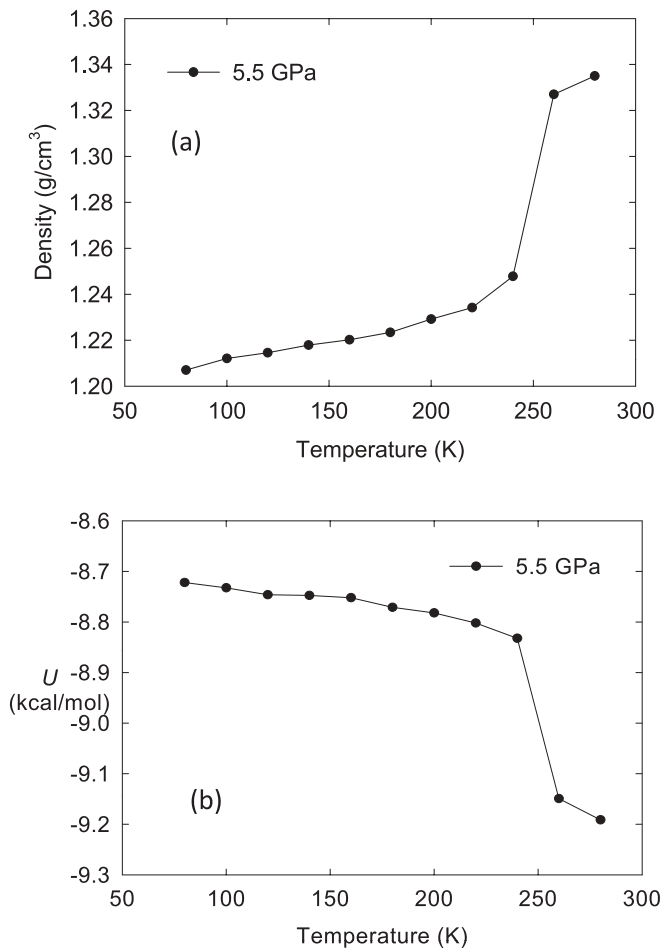 1.36
1.34
1.32
1.30
1.28
1.26
1.24
1.22
1.20
Density (g/cm³)
5.5 GPa
(a)
50 100 150 200 250 300
Temperature (K)
-8.6
-8.7
-8.8
-8.9
-9.0
-9.1
-9.2
-9.3
U
(kcal/mol)
5.5 GPa
(b)
50 100 150 200 250 300
Temperature (K)